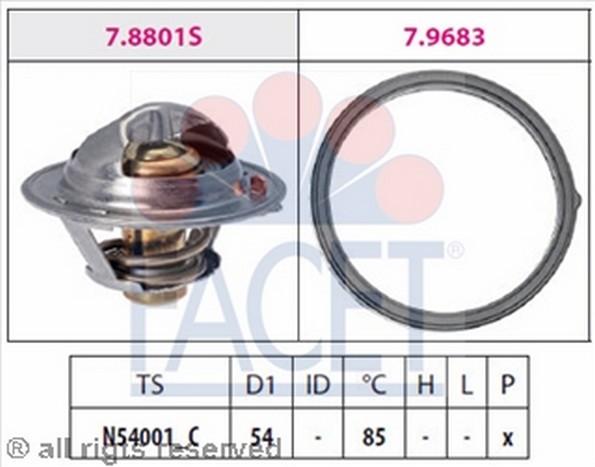 7.8801S 7.9683
FACET
TS D1 ID °C H L P
N54001_C 54 - 85 - - x
® all rights reserved